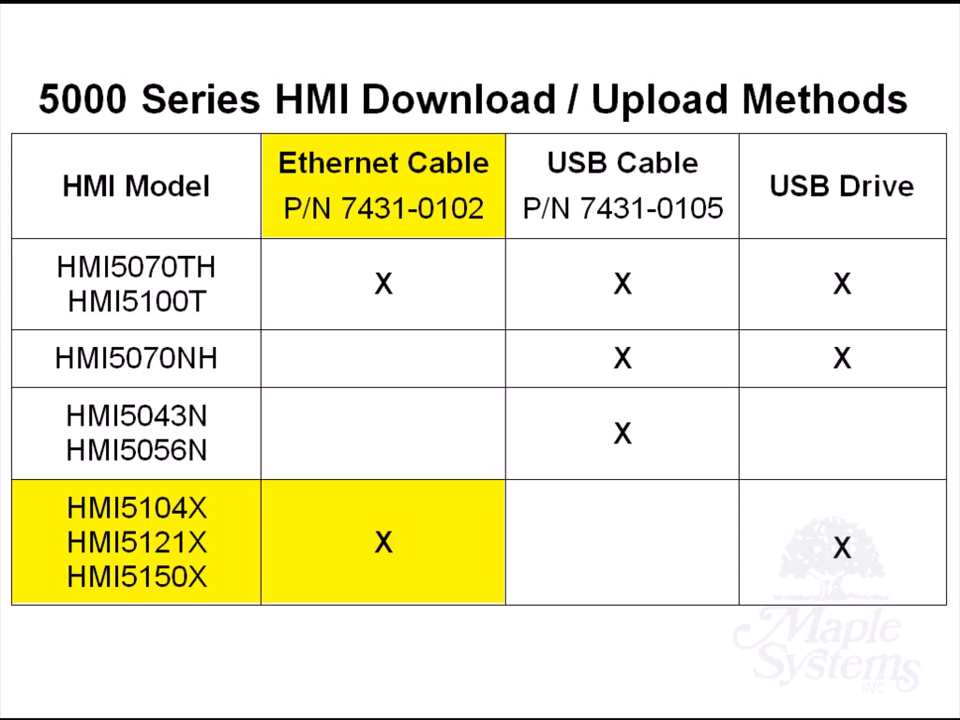 5000 Series HMI Download / Upload Methods
HMI Model
Ethernet Cable
P/N 7431-0102
USB Cable
P/N 7431-0105
USB Drive
HMI5070TH
HMI5100T
X
X
X
HMI5070NH
X
X
HMI5043N
HMI5056N
X
HMI5104X
HMI5121X
HMI5150X
X
X
Maple
Systems
INC